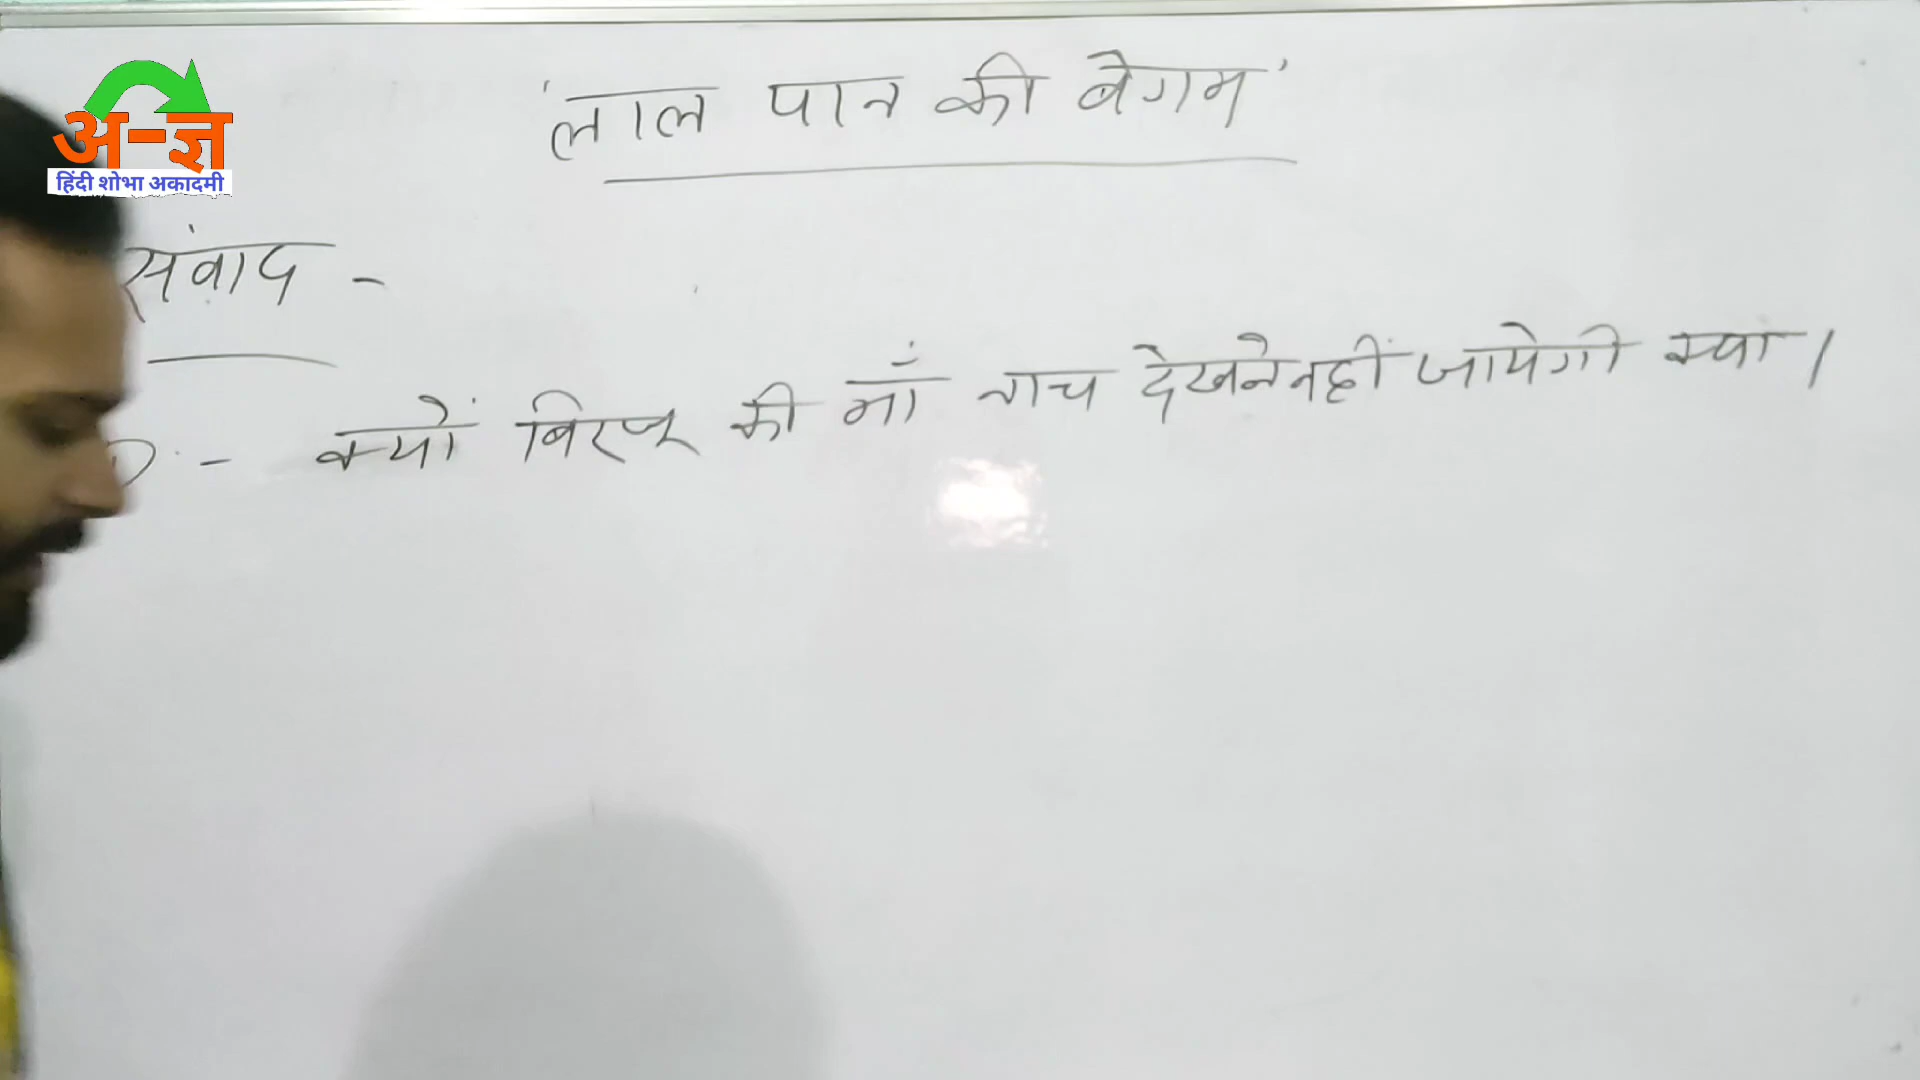 अ-ज्ञ
हिंदी शोभा अकादमी
'लाल पान की बेगम'
संवाद -
- क्यों बिरजू की माँ नाच देखने नहीं जायेगी क्या।